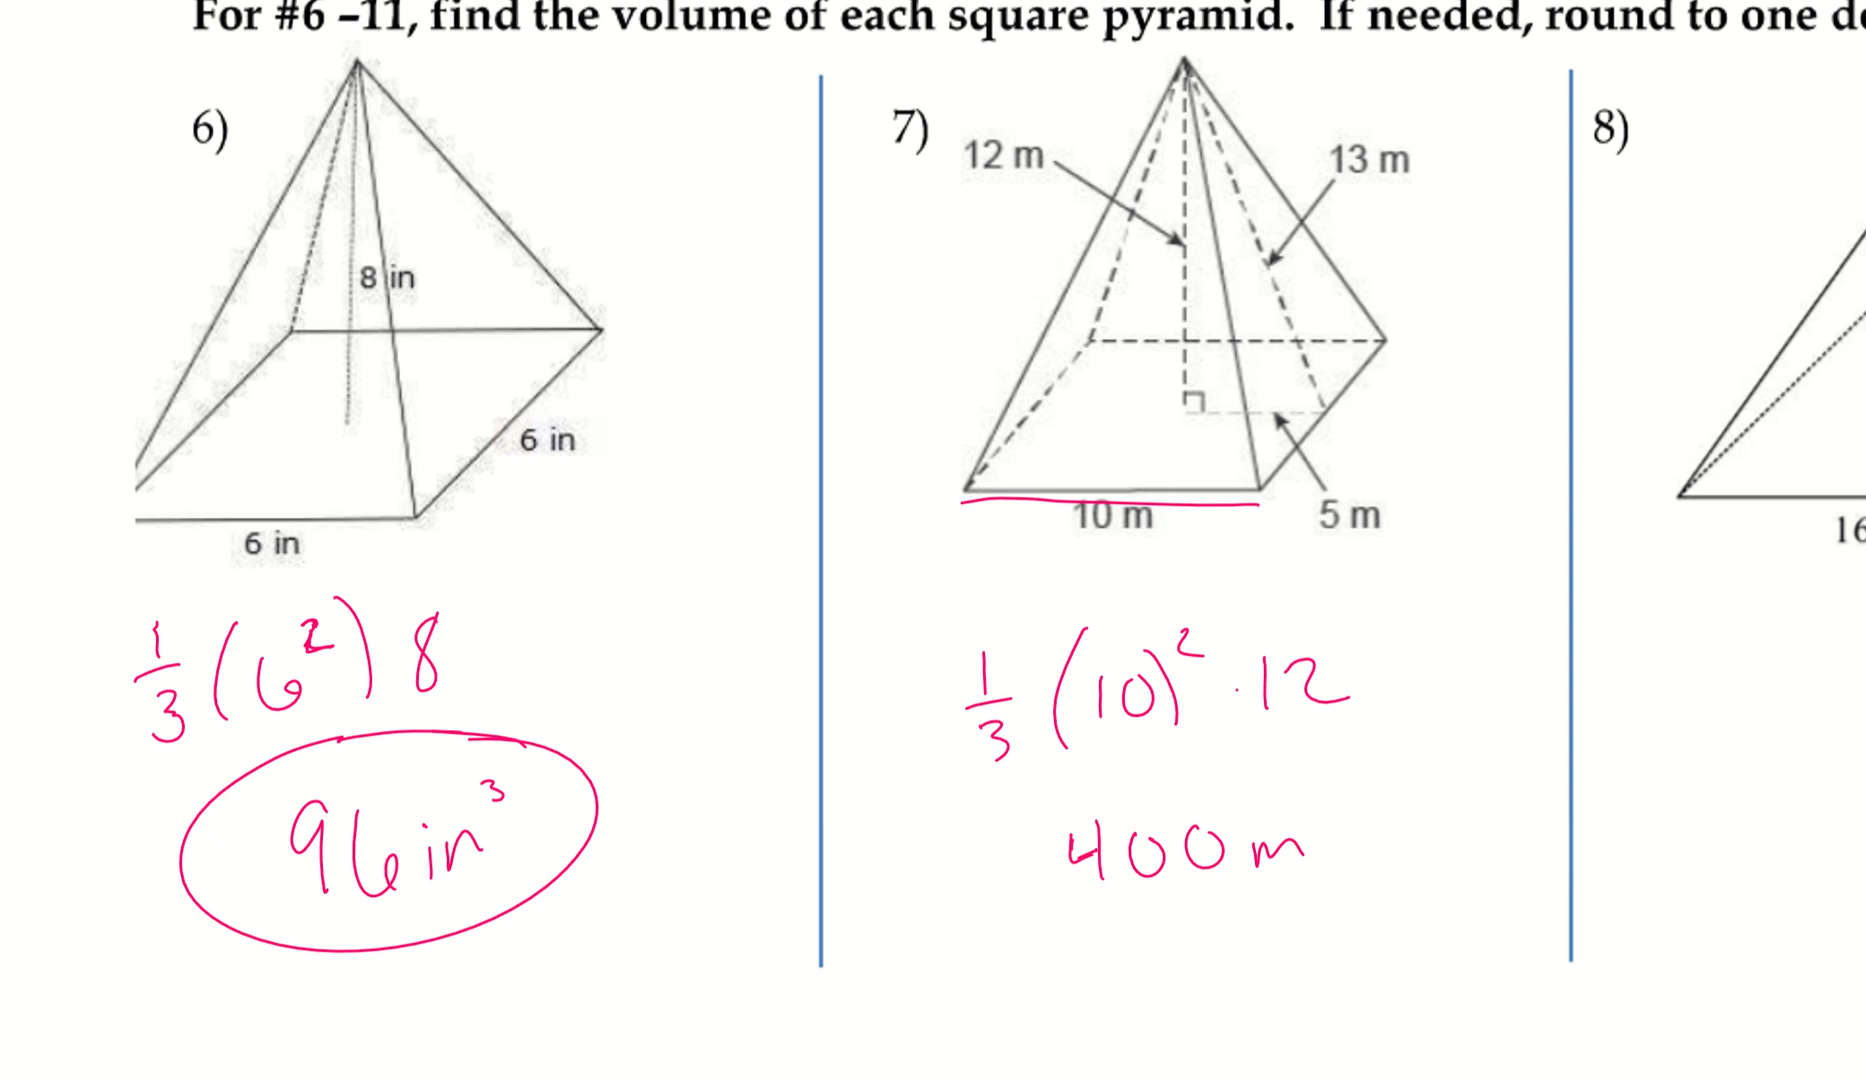 For #6 –11, find the volume of each square pyramid. If needed, round to one
6)
8 in
6 in
6 in
1/3 (6²) 8
96 in³
7)
12 m
13 m
10 m
5 m
1/3 (10)² · 12
400 m
8)
16